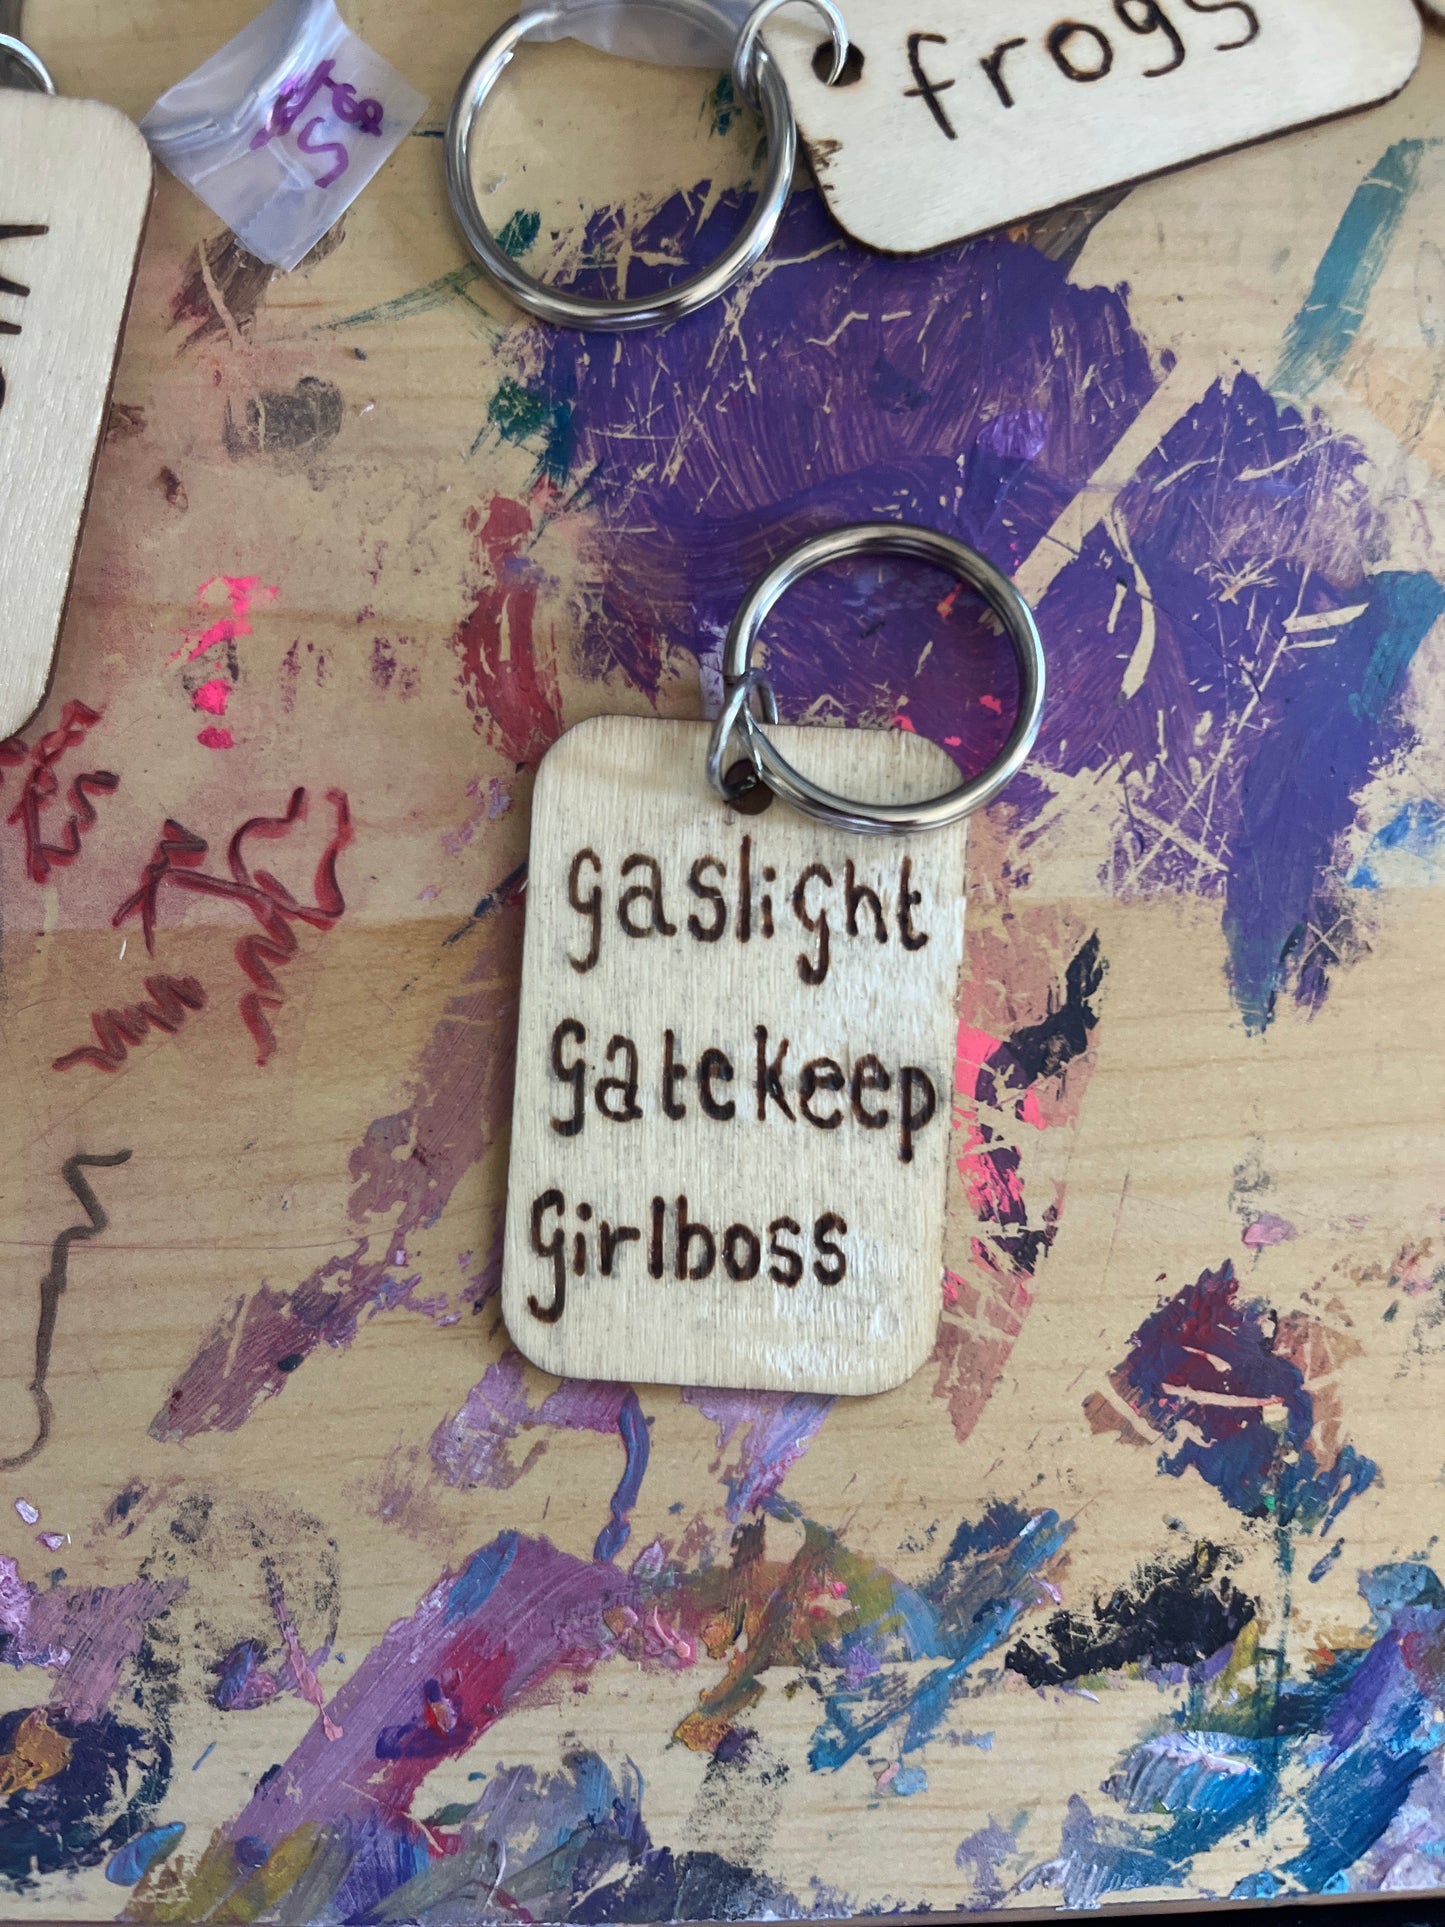 frogs
gaslight
gatekeep
girlboss